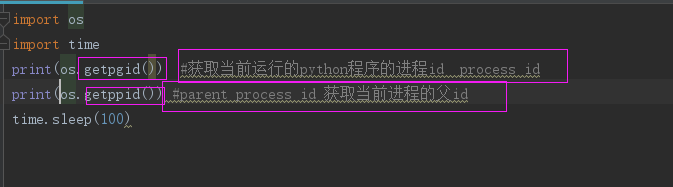 import os
import time
print(os.getpgid()) #获取当前运行的python程序的进程id process id
print(os.getppid()) #parent process id 获取当前进程的父id
time.sleep(100)